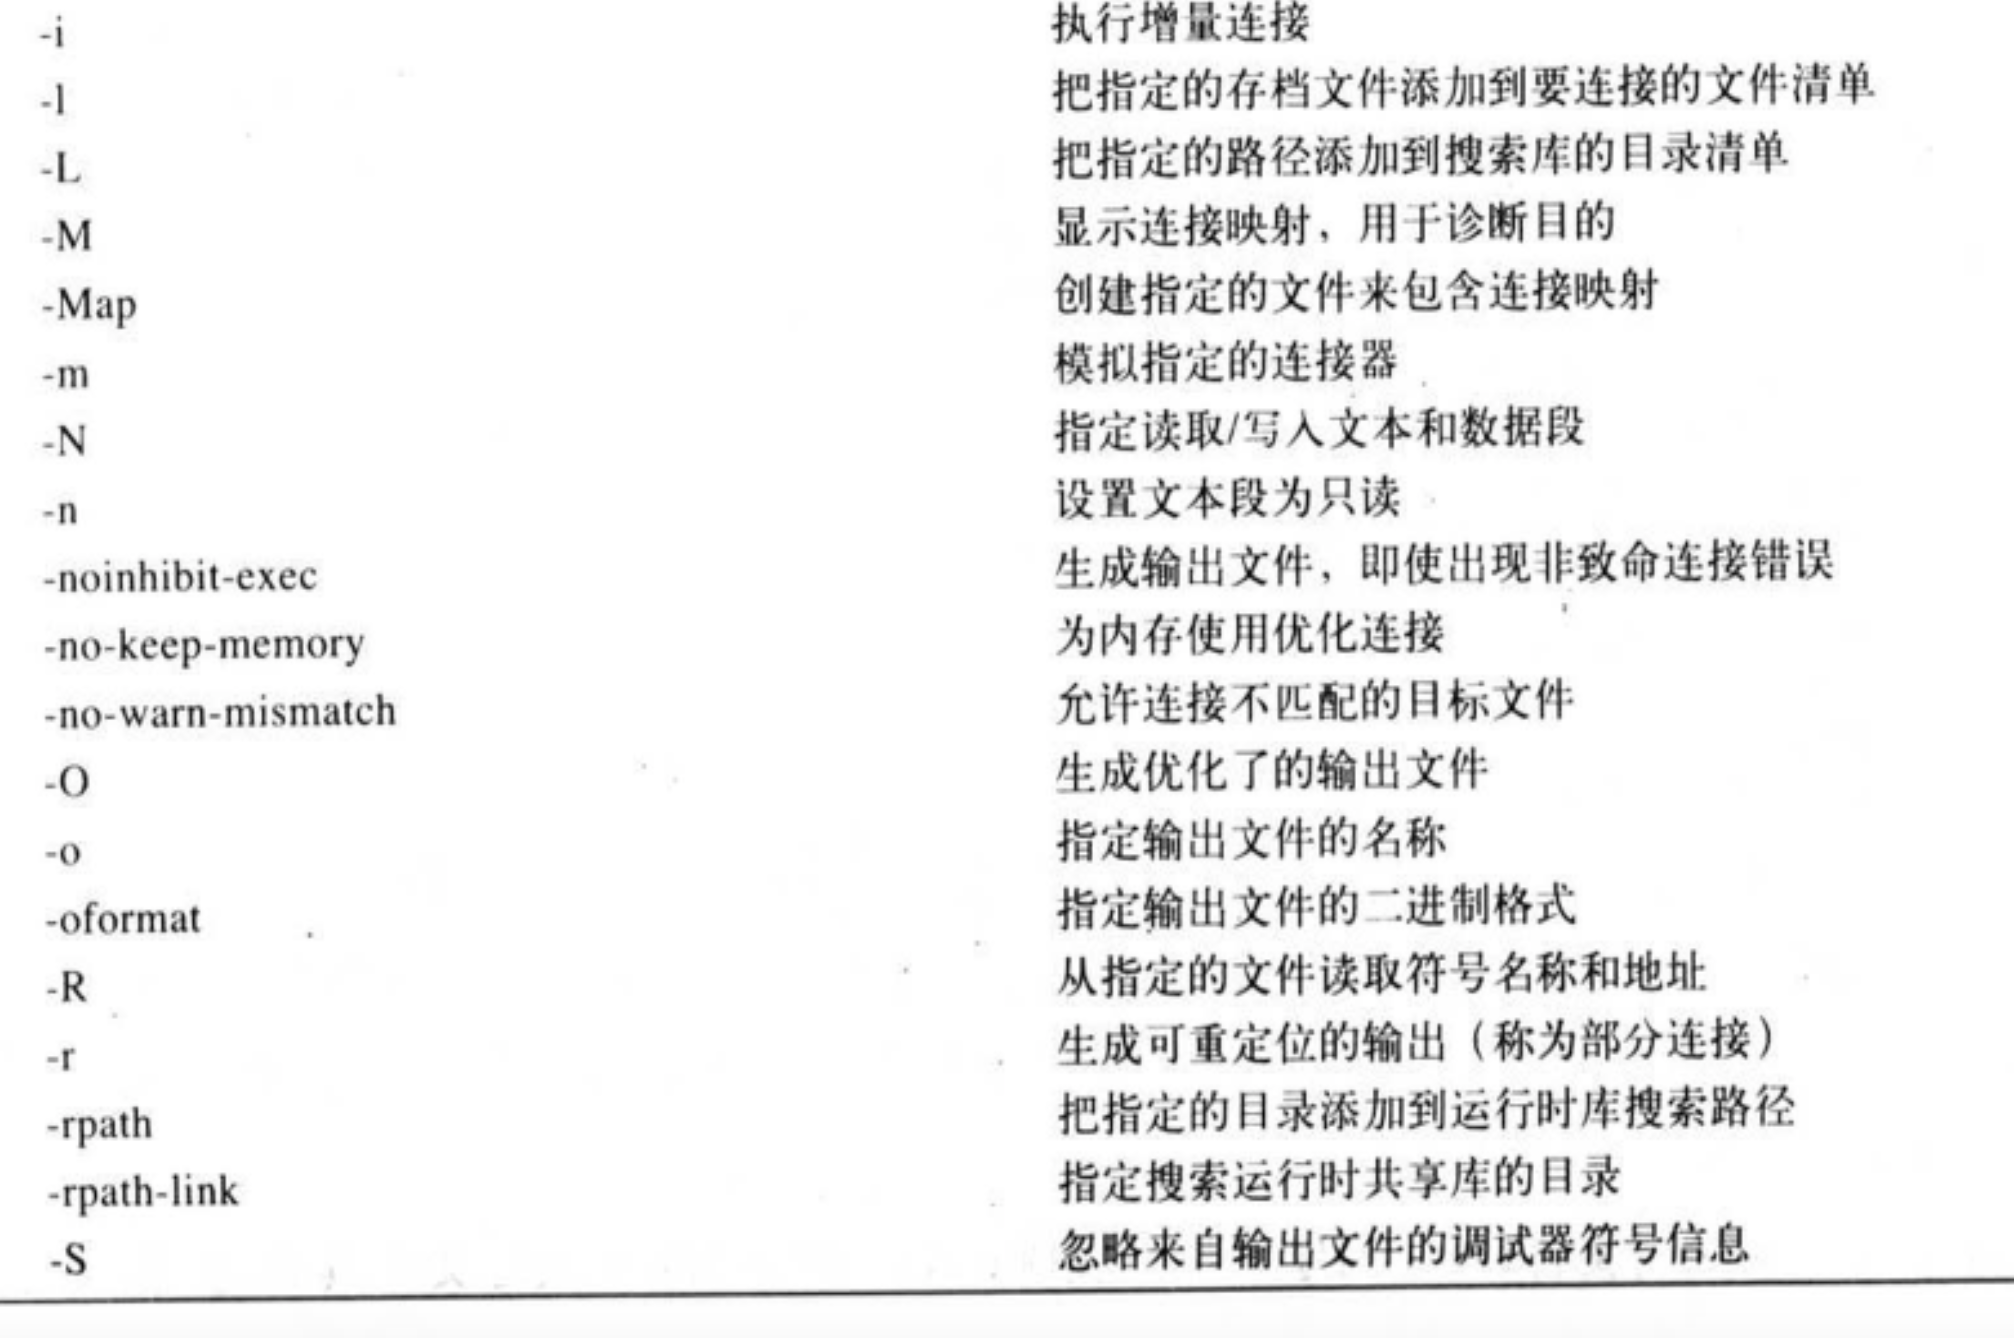 -i 执行增量连接
-l 把指定的存档文件添加到要连接的文件清单
-L 把指定的路径添加到搜索库的目录清单
-M 显示连接映射，用于诊断目的
-Map 创建指定的文件来包含连接映射
-m 模拟指定的连接器
-N 指定读取/写入文本和数据段
-n 设置文本段为只读
-noinhibit-exec 生成输出文件，即使出现非致命连接错误
-no-keep-memory 为内存使用优化连接
-no-warn-mismatch 允许连接不匹配的目标文件
-O 生成优化了的输出文件
-o 指定输出文件的名称
-oformat 指定输出文件的二进制格式
-R 从指定的文件读取符号名称和地址
-r 生成可重定位的输出（称为部分连接）
-rpath 把指定的目录添加到运行时库搜索路径
-rpath-link 指定搜索运行时共享库的目录
-S 忽略来自输出文件的调试器符号信息